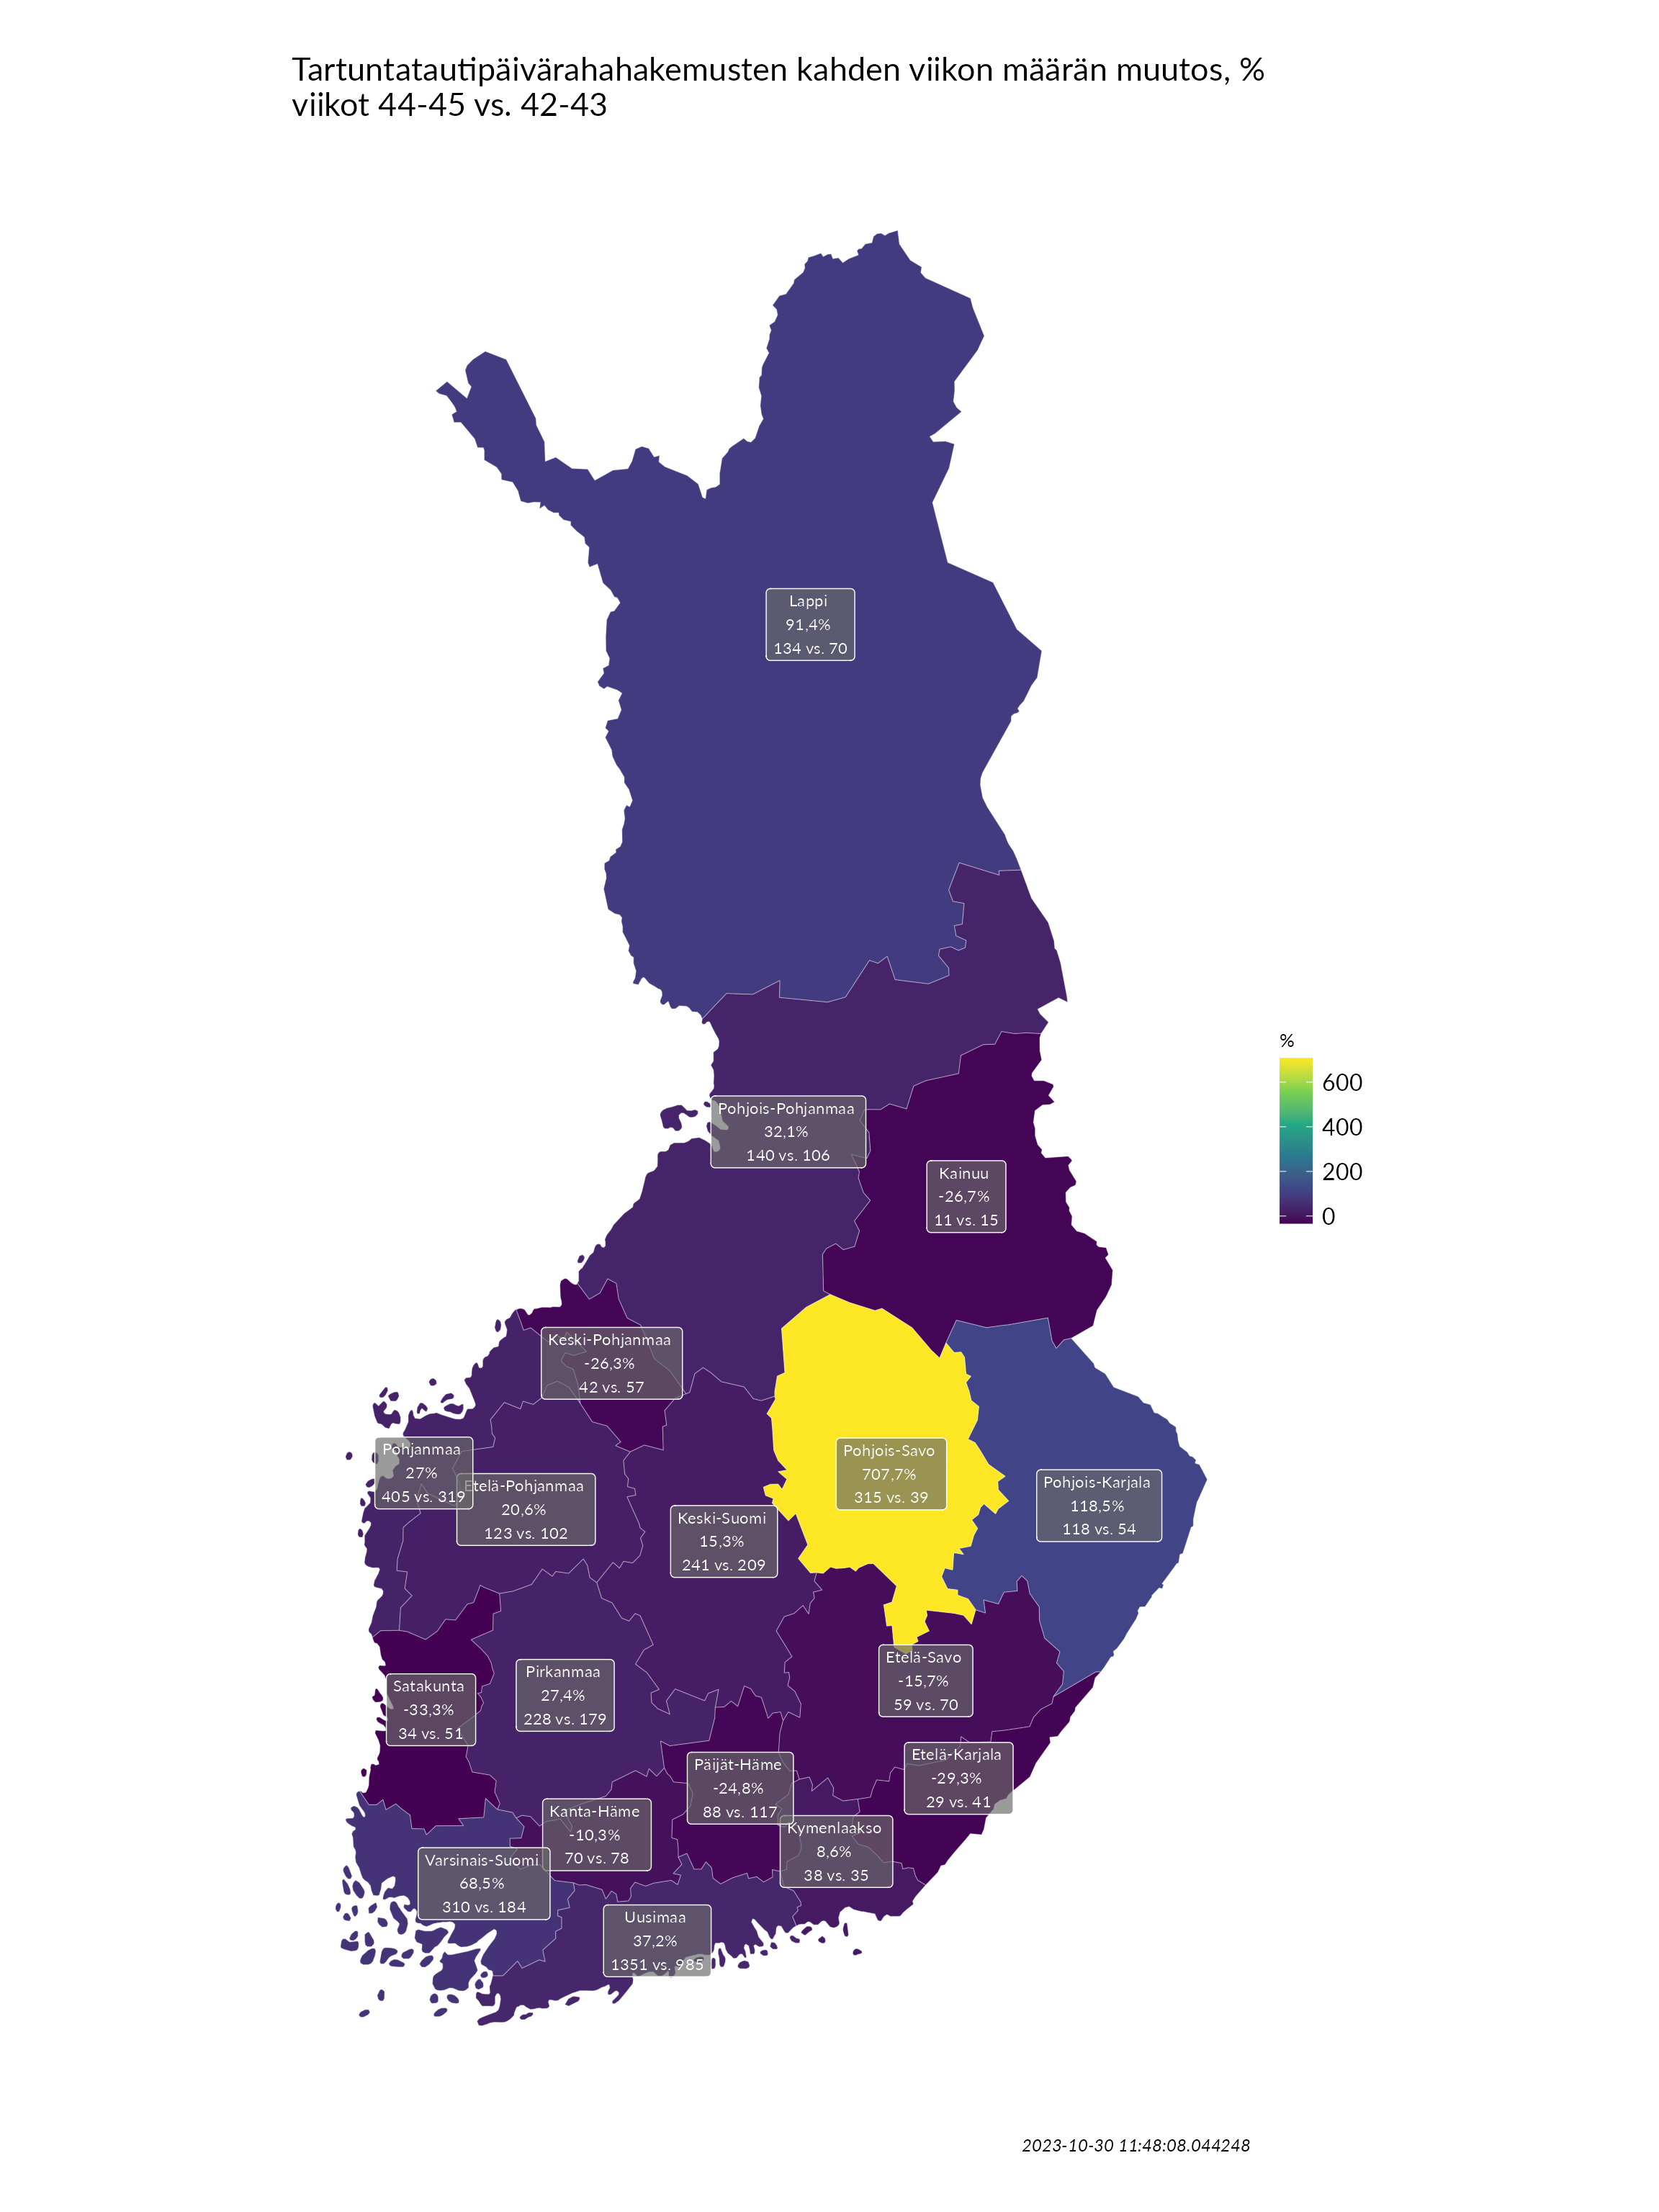 Tartuntatautipäivärahahakemusten kahden viikon määrän muutos, %
viikot 44-45 vs. 42-43
Lappi
91,4%
134 vs. 70
%
600
400
200
0
Pohjois-Pohjanmaa
32,1%
140 vs. 106
Kainuu
-26,7%
11 vs. 15
Keski-Pohjanmaa
-26,3%
42 vs. 57
Pohjanmaa
27%
405 vs. 319
Etelä-Pohjanmaa
20,6%
123 vs. 102
Pohjois-Savo
707,7%
315 vs. 39
Pohjois-Karjala
118,5%
118 vs. 54
Keski-Suomi
15,3%
241 vs. 209
Etelä-Savo
-15,7%
59 vs. 70
Pirkanmaa
27,4%
228 vs. 179
Satakunta
-33,3%
34 vs. 51
Etelä-Karjala
-29,3%
29 vs. 41
Päijät-Häme
-24,8%
88 vs. 117
Kanta-Häme
-10,3%
70 vs. 78
Kymenlaakso
8,6%
38 vs. 35
Varsinais-Suomi
68,5%
310 vs. 184
Uusimaa
37,2%
1351 vs. 985
2023-10-30 11:48:08.044248